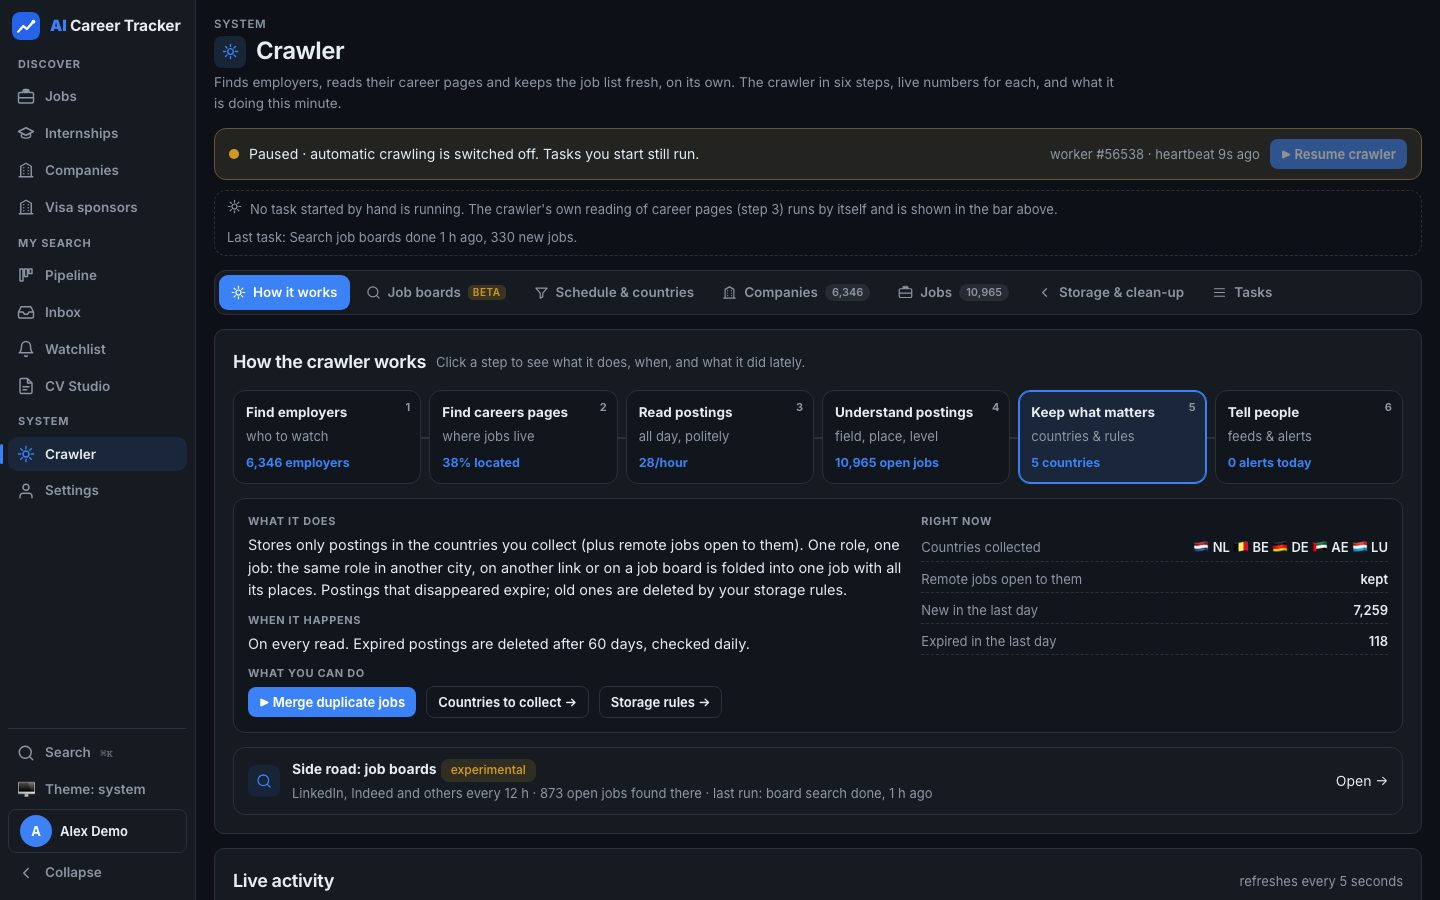 AI Career Tracker
DISCOVER
Jobs
Internships
Companies
Visa sponsors
MY SEARCH
Pipeline
Inbox
Watchlist
CV Studio
SYSTEM
Crawler
Settings
Search ⌘K
Theme: system
A Alex Demo
Collapse
SYSTEM
Crawler
Finds employers, reads their career pages and keeps the job list fresh, on its own. The crawler in six steps, live numbers for each, and what it
is doing this minute.
Paused · automatic crawling is switched off. Tasks you start still run.
worker #56538 · heartbeat 9s ago
▶ Resume crawler
No task started by hand is running. The crawler's own reading of career pages (step 3) runs by itself and is shown in the bar above.
Last task: Search job boards done 1 h ago, 330 new jobs.
How it works
Job boards BETA
Schedule & countries
Companies 6,346
Jobs 10,965
Storage & clean-up
Tasks
How the crawler works
Click a step to see what it does, when, and what it did lately.
Find employers 1
who to watch
6,346 employers
Find careers pages 2
where jobs live
38% located
Read postings 3
all day, politely
28/hour
Understand postings 4
field, place, level
10,965 open jobs
Keep what matters 5
countries & rules
5 countries
Tell people 6
feeds & alerts
0 alerts today
WHAT IT DOES
Stores only postings in the countries you collect (plus remote jobs open to them). One role, one
job: the same role in another city, on another link or on a job board is folded into one job with all
its places. Postings that disappeared expire; old ones are deleted by your storage rules.
WHEN IT HAPPENS
On every read. Expired postings are deleted after 60 days, checked daily.
WHAT YOU CAN DO
▶ Merge duplicate jobs
Countries to collect →
Storage rules →
RIGHT NOW
Countries collected 🇳🇱 NL 🇧🇪 BE 🇩🇪 DE 🇦🇪 AE 🇱🇺 LU
Remote jobs open to them kept
New in the last day 7,259
Expired in the last day 118
Side road: job boards experimental
LinkedIn, Indeed and others every 12 h · 873 open jobs found there · last run: board search done, 1 h ago
Open →
Live activity
refreshes every 5 seconds